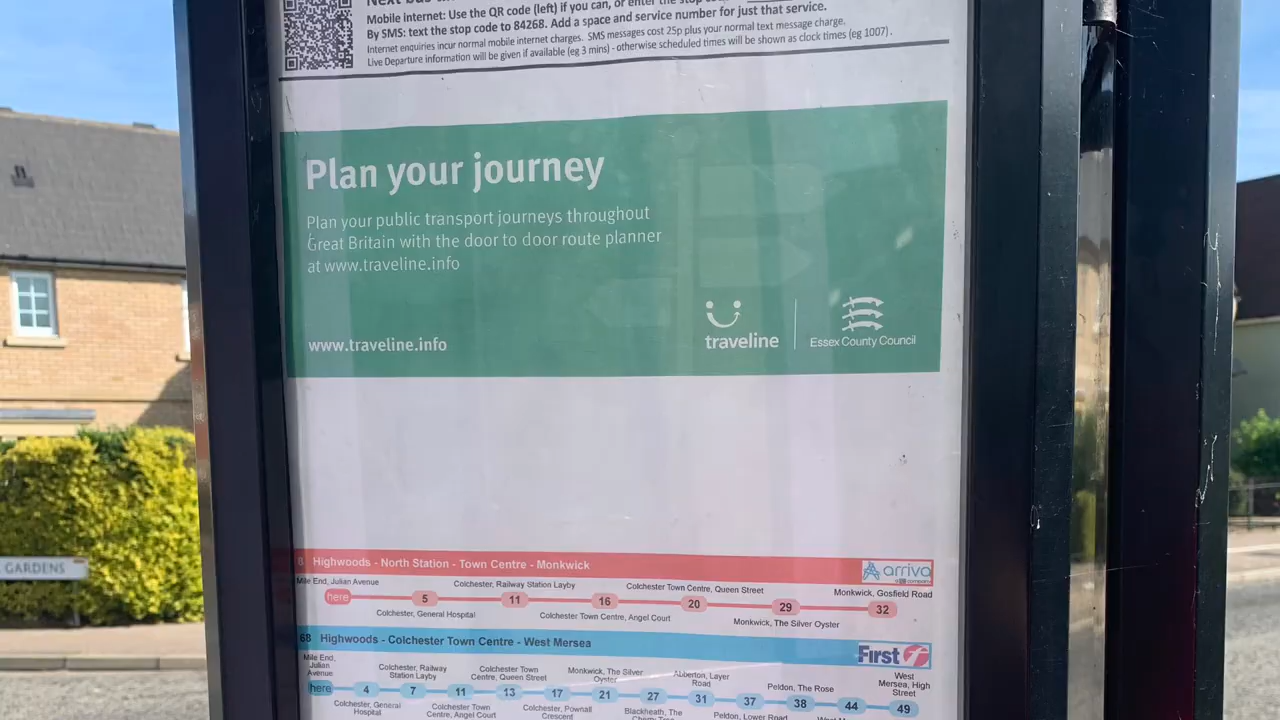 Mobile internet: Use the QR code (left) if you can, or enter the stop
By SMS: text the stop code to 84268. Add a space and service number for just that service.
Internet enquiries incur normal mobile internet charges. SMS messages cost 25p plus your normal text message charge.
Live Departure information will be given if available (eg 3 mins) - otherwise scheduled times will be shown as clock times (eg 1007).
Plan your journey
Plan your public transport journeys throughout
Great Britain with the door to door route planner
at www.traveline.info
www.traveline.info
traveline
Essex County Council
GARDENS
8 Highwoods - North Station - Town Centre - Monkwick
arriva
Mile End, Julian Avenue
Colchester, Railway Station Layby
Colchester Town Centre, Queen Street
Monkwick, Gosfield Road
here 5 11 16 20 29 32
Colchester, General Hospital
Colchester Town Centre, Angel Court
Monkwick, The Silver Oyster
68 Highwoods - Colchester Town Centre - West Mersea
First
Mile End,
Julian
Avenue
Colchester, Railway
Station Layby
Colchester Town
Centre, Queen Street
Monkwick, The Silver
Oyster
Abberton, Layer
Road
Peldon, The Rose
West
Mersea, High
Street
here 4 7 11 13 17 21 27 31 37 38 44 49
Colchester, General
Hospital
Colchester Town
Centre, Angel Court
Colchester, Pownall
Crescent
Blackheath, The
Peldon, Lower Road